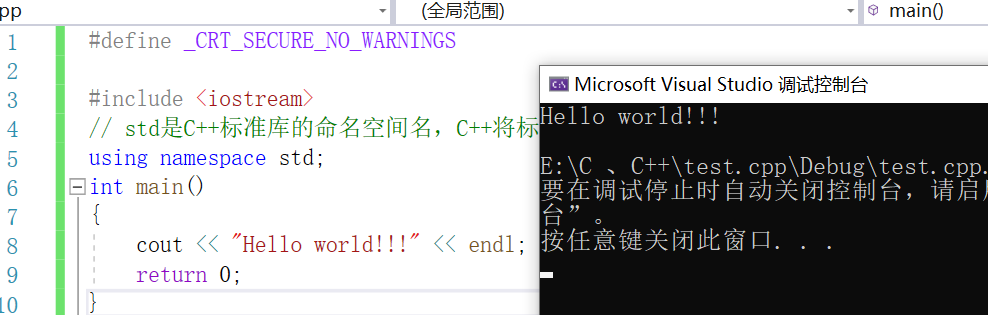 pp
(全局范围)
main()
1 #define _CRT_SECURE_NO_WARNINGS
2
3 #include <iostream>
4 // std是C++标准库的命名空间名，C++将标
5 using namespace std;
6 int main()
7 {
8 cout << "Hello world!!!" << endl;
9 return 0;
10 }
Microsoft Visual Studio 调试控制台
Hello world!!!
E:\C 、C++\test.cpp\Debug\test.cpp.
要在调试停止时自动关闭控制台，请启用
台”。
按任意键关闭此窗口. . .